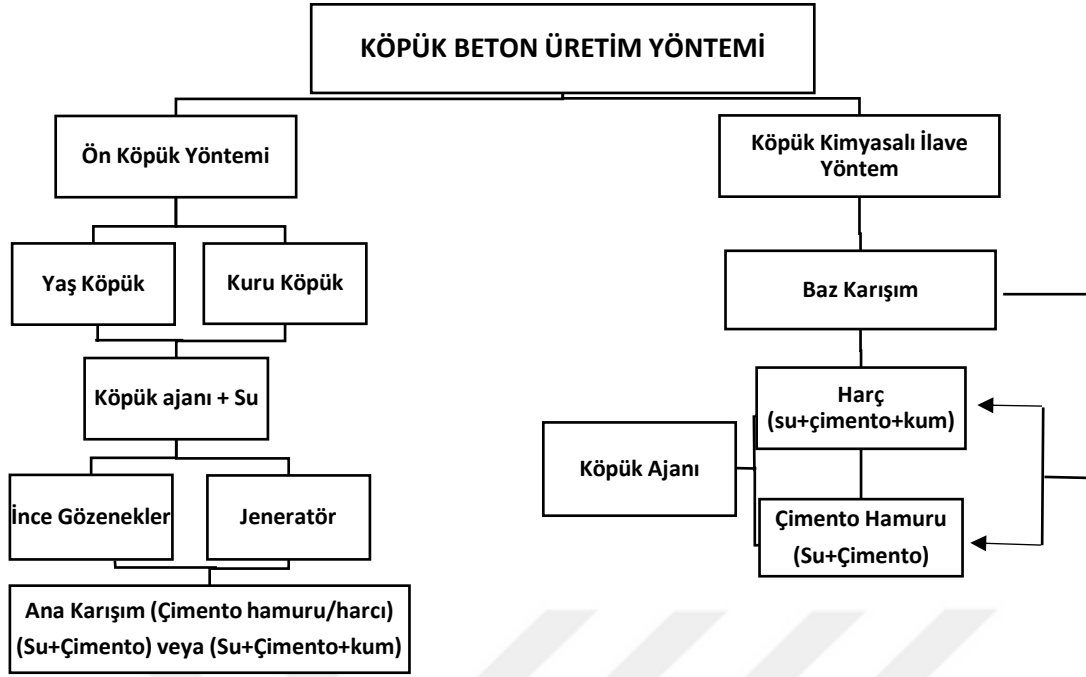 KÖPÜK BETON ÜRETİM YÖNTEMİ
Ön Köpük Yöntemi
Köpük Kimyasalı İlave
Yöntem
Yaş Köpük
Kuru Köpük
Baz Karışım
Köpük ajanı + Su
Harç
(su+çimento+kum)
Köpük Ajanı
İnce Gözenekler
Jeneratör
Çimento Hamuru
(Su+Çimento)
Ana Karışım (Çimento hamuru/harcı)
(Su+Çimento) veya (Su+Çimento+kum)